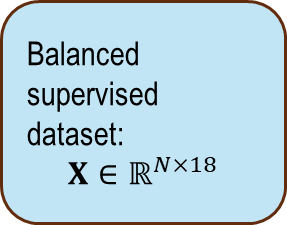 Balanced
supervised
dataset:
𝐗 ∈ ℝ^{𝑁×18}